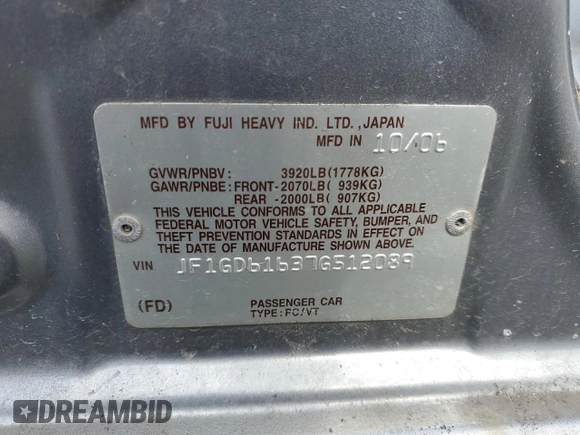 MFD BY FUJI HEAVY IND. LTD.,JAPAN
MFD IN 10/06
GVWR/PNBV : 3920LB(1778KG)
GAWR/PNBE : FRONT-2070LB( 939KG)
REAR -2000LB( 907KG)
THIS VEHICLE CONFORMS TO ALL APPLICABLE
FEDERAL MOTOR VEHICLE SAFETY, BUMPER, AND
THEFT PREVENTION STANDARDS IN EFFECT ON
THE DATE OF MANUFACTURE SHOWN ABOVE.
VIN JF1GD61637G512089
(FD) PASSENGER CAR
TYPE:FO/VT
DREAMBID